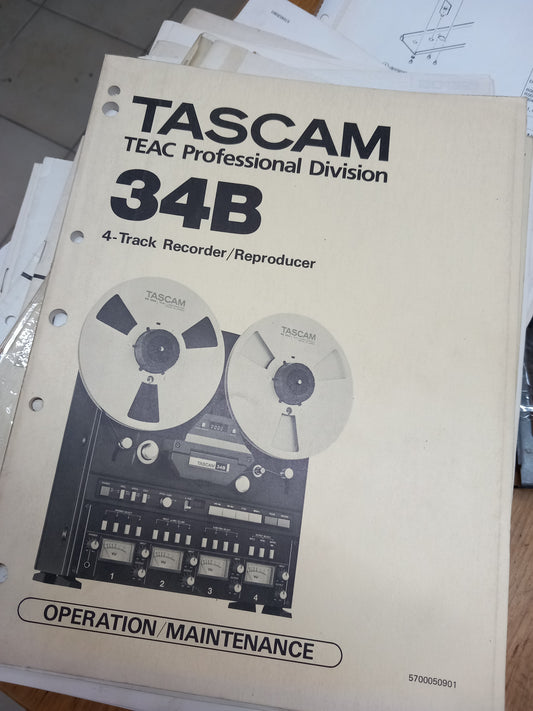 TASCAM
TEAC Professional Division
34B
4-Track Recorder/Reproducer
TASCAM
TASCAM
TASCAM 34B
1 2 3 4
OPERATION/MAINTENANCE
5700050901